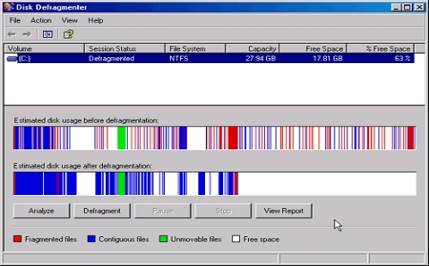 Disk Defragmenter
File Action View Help
Volume Session Status File System Capacity Free Space % Free Space
(C:) Defragmented NTFS 27.94 GB 17.81 GB 63 %
Estimated disk usage before defragmentation:
Estimated disk usage after defragmentation:
Analyze Defragment Pause Stop View Report
Fragmented files Contiguous files Unmovable files Free space